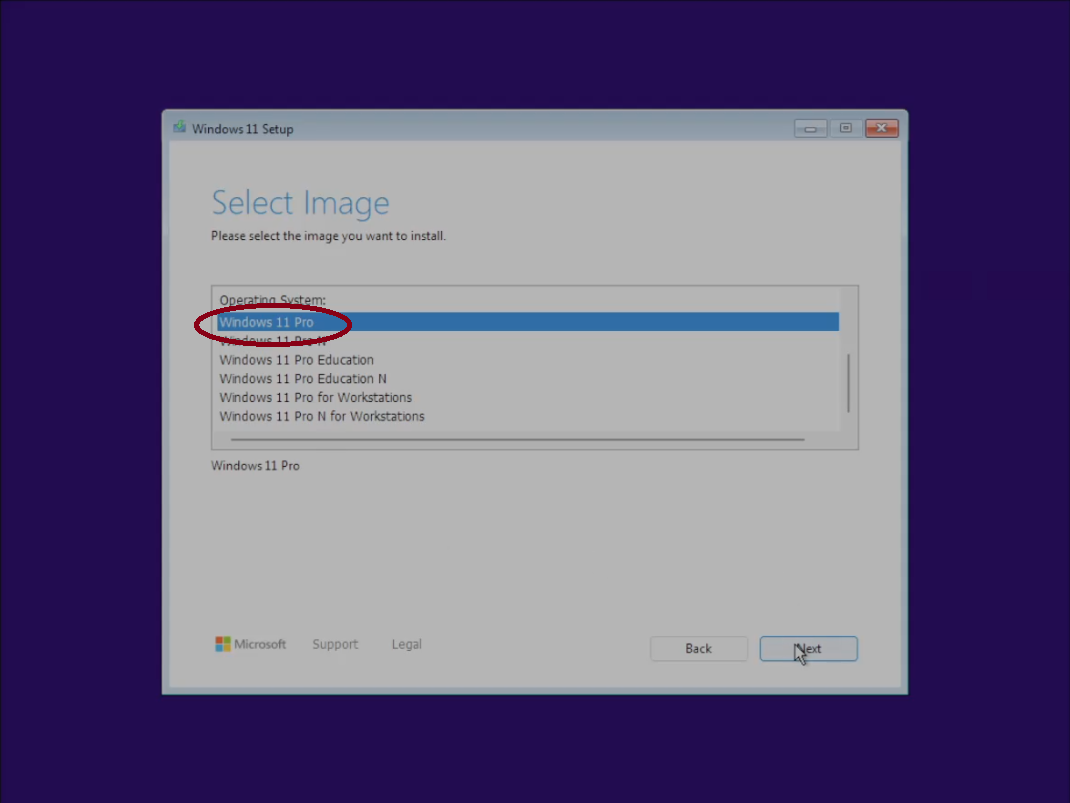 Windows 11 Setup
Select Image
Please select the image you want to install.
Operating System:
Windows 11 Pro
Windows 11 Pro N
Windows 11 Pro Education
Windows 11 Pro Education N
Windows 11 Pro for Workstations
Windows 11 Pro N for Workstations
Windows 11 Pro
Microsoft Support Legal Back Next